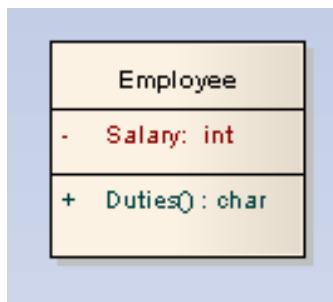 Employee
- Salary: int
+ Duties() : char